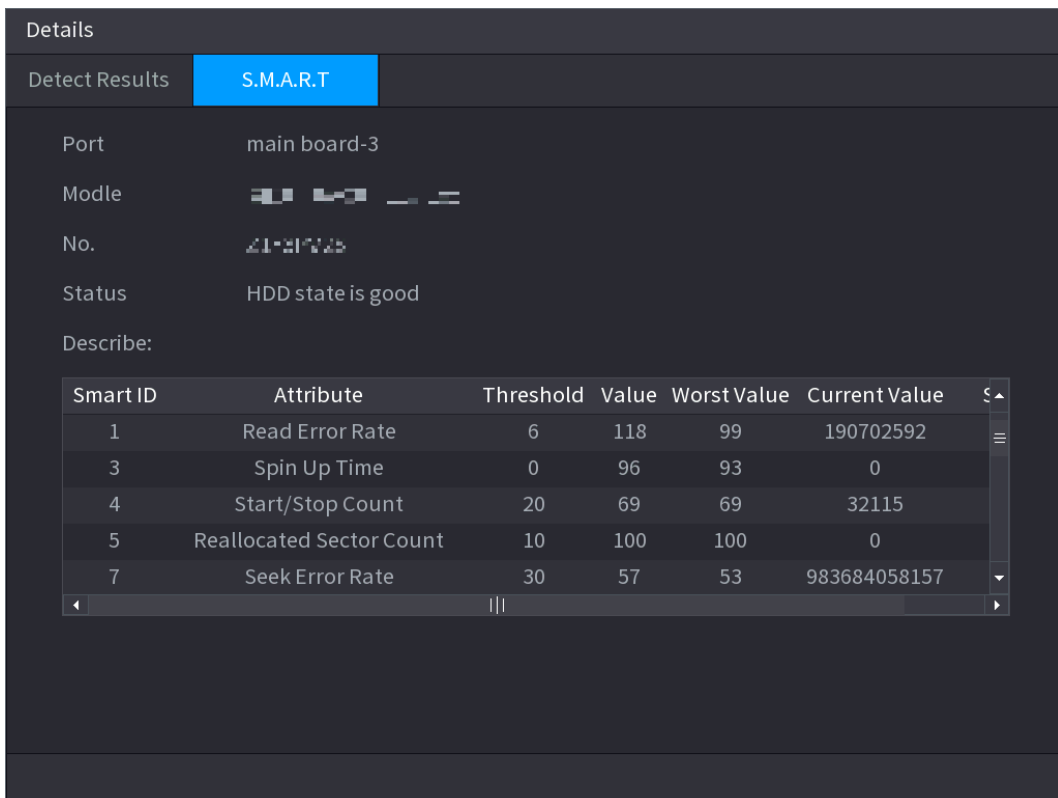 Details
Detect Results S.M.A.R.T
Port main board-3
Modle
No.
Status HDD state is good
Describe:
Smart ID Attribute Threshold Value Worst Value Current Value
1 Read Error Rate 6 118 99 190702592
3 Spin Up Time 0 96 93 0
4 Start/Stop Count 20 69 69 32115
5 Reallocated Sector Count 10 100 100 0
7 Seek Error Rate 30 57 53 983684058157